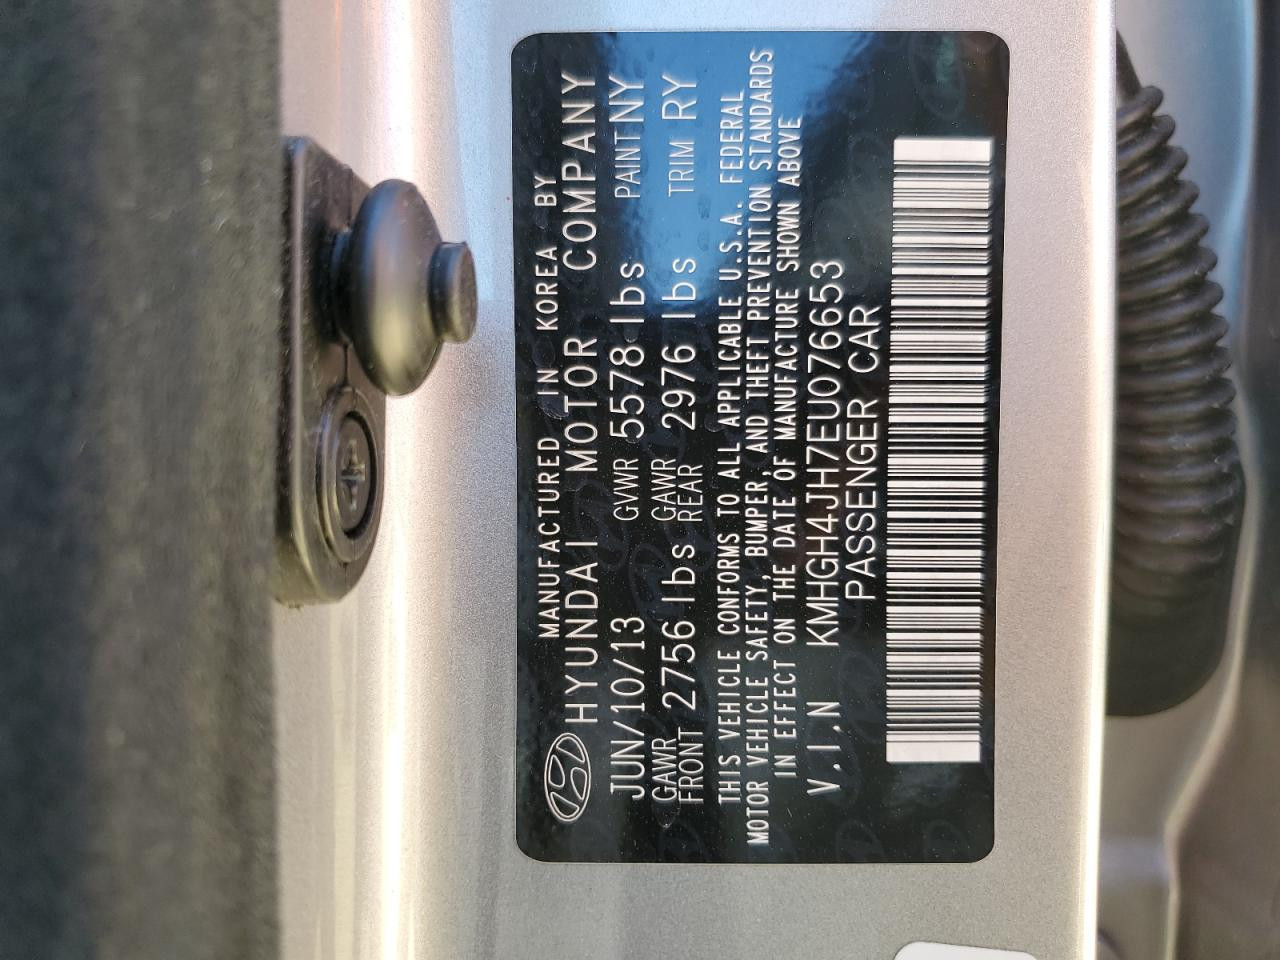 MANUFACTURED IN KOREA BY
HYUNDAI MOTOR COMPANY
JUN/10/13 GVWR 5578 lbs PAINT NY
GAWR FRONT 2756 lbs GAWR REAR 2976 lbs TRIM RY
THIS VEHICLE CONFORMS TO ALL APPLICABLE U.S.A. FEDERAL
MOTOR VEHICLE SAFETY, BUMPER, AND THEFT PREVENTION STANDARDS
IN EFFECT ON THE DATE OF MANUFACTURE SHOWN ABOVE
V.I.N KMHGH4JH7EU076653
PASSENGER CAR